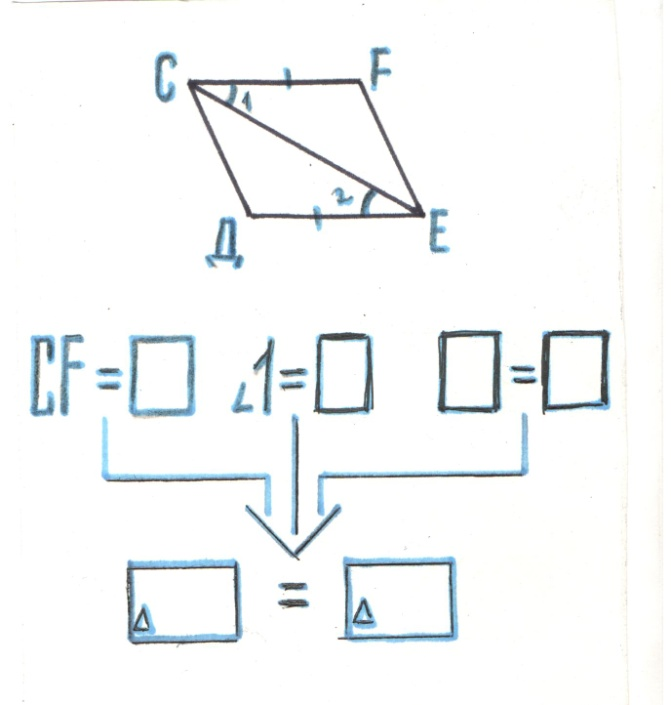 C F
1
2
Д E
CF = ∠1 = =
Δ = Δ